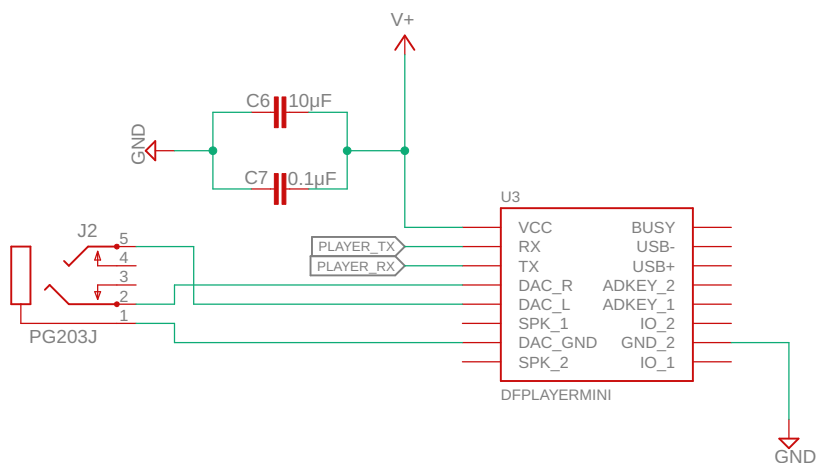 V+
C6 10µF
GND
C7 0.1µF
U3
VCC BUSY
PLAYER_TX RX USB-
PLAYER_RX TX USB+
J2
5
4
3
2
1
PG203J
DAC_R ADKEY_2
DAC_L ADKEY_1
SPK_1 IO_2
DAC_GND GND_2
SPK_2 IO_1
DFPLAYERMINI
GND